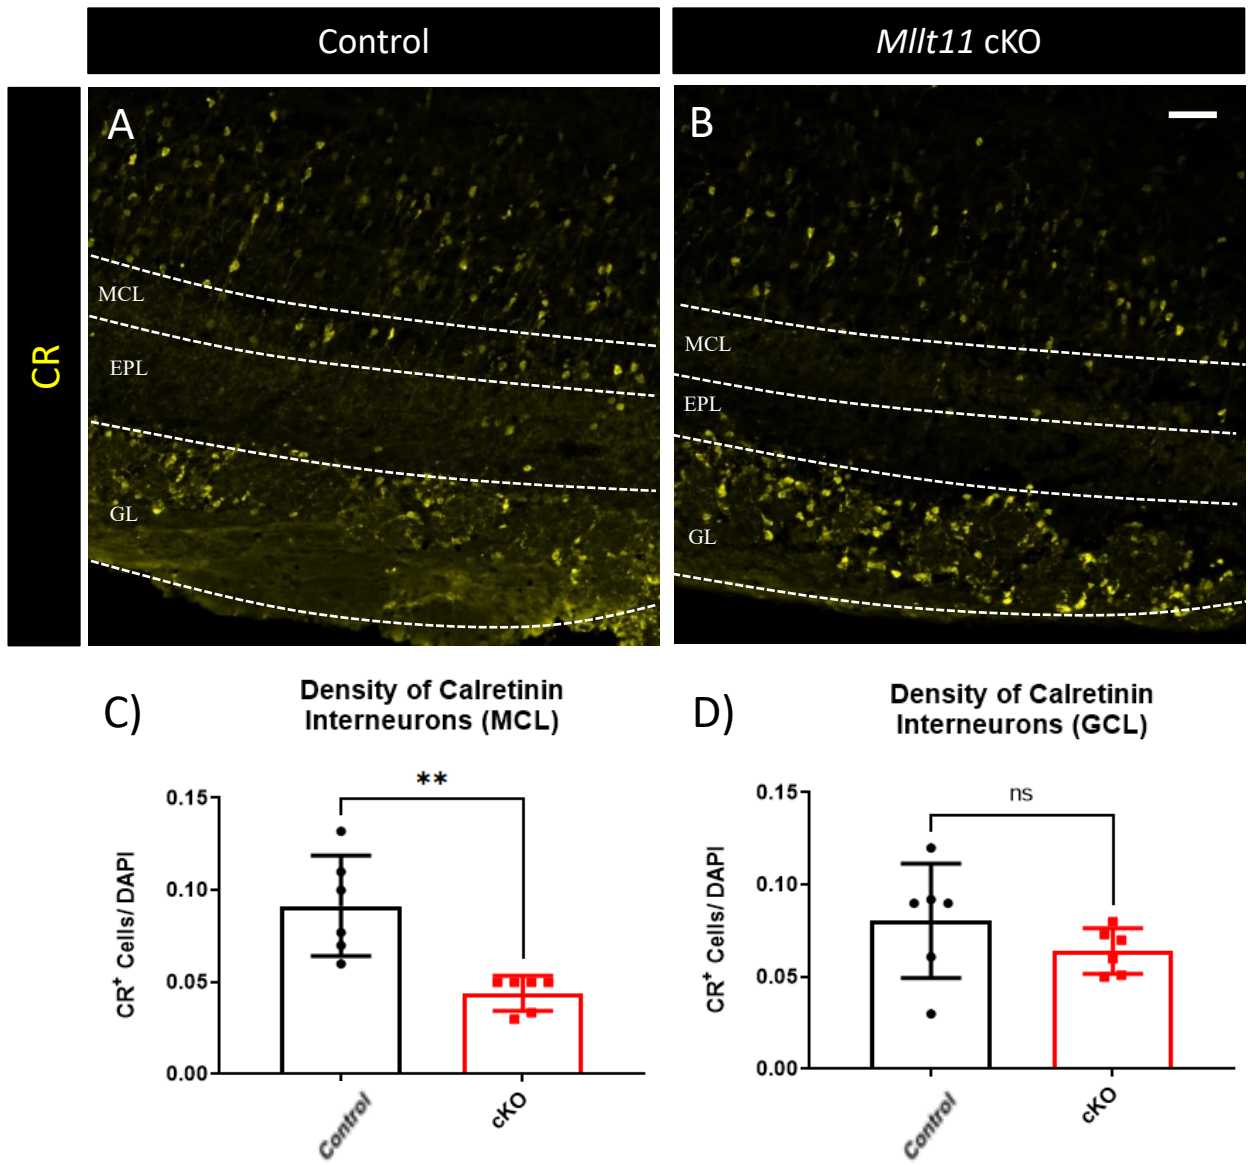 Control
Mllt11 cKO
CR
A
B
MCL
EPL
GL
MCL
EPL
GL
C)
Density of Calretinin
Interneurons (MCL)
**
0.15
0.10
0.05
0.00
CR+ Cells/ DAPI
Control
cKO
D)
Density of Calretinin
Interneurons (GCL)
ns
0.15
0.10
0.05
0.00
CR+ Cells/ DAPI
Control
cKO